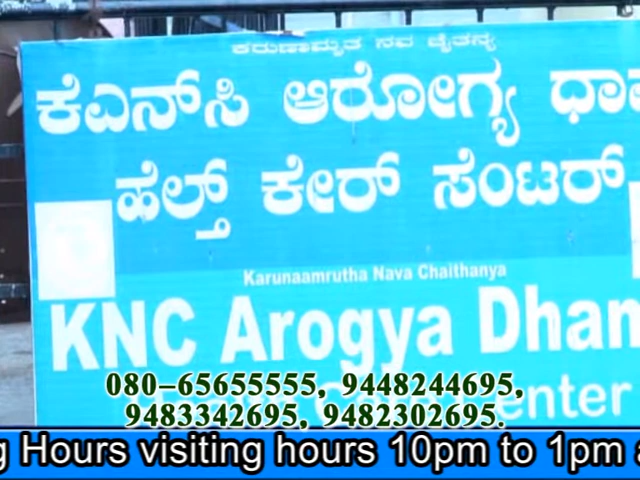 ಕರುಣಾಮೃತ ನವ ಚೈತನ್ಯ
ಕೆಎನ್‌ಸಿ ಆರೋಗ್ಯ ಧಾಮ
ಹೆಲ್ತ್ ಕೇರ್ ಸೆಂಟರ್
Karunaamrutha Nava Chaithanya
KNC Arogya Dham
080-65655555, 9448244695,
9483342695, 9482302695.
Hours visiting hours 10pm to 1pm